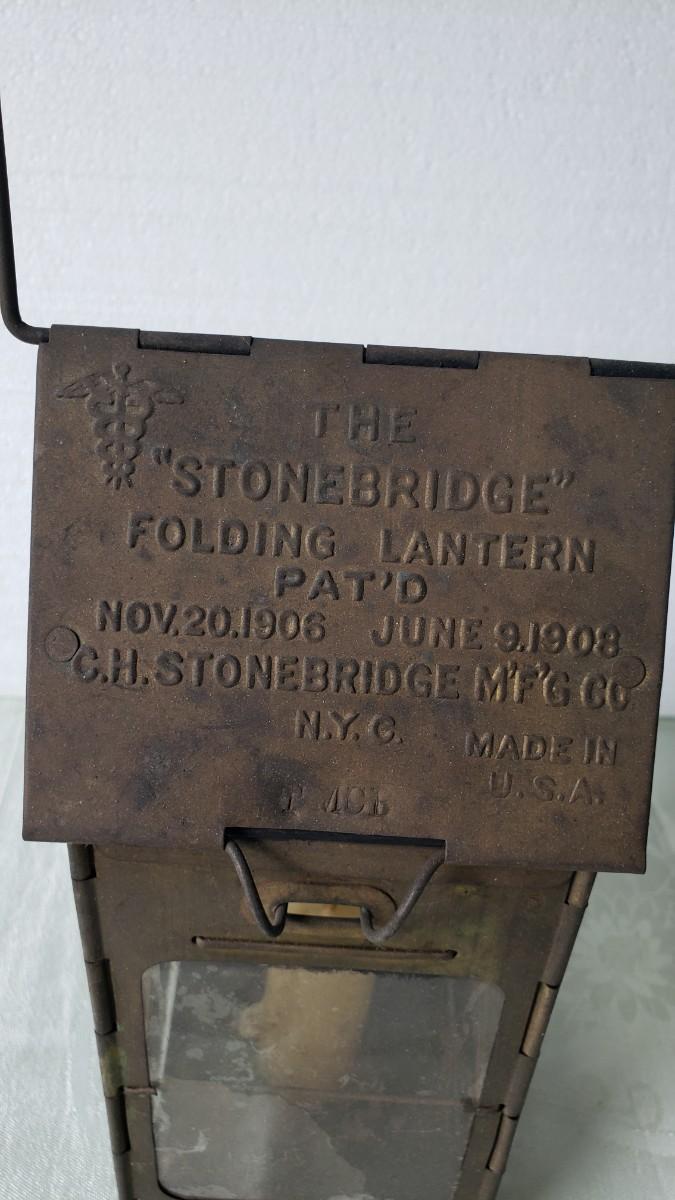 THE
"STONEBRIDGE"
FOLDING LANTERN
PAT'D
NOV.20.1906 JUNE 9.1908
C.H. STONEBRIDGE M'F'G CO
N.Y.C.
MADE IN
U.S.A.